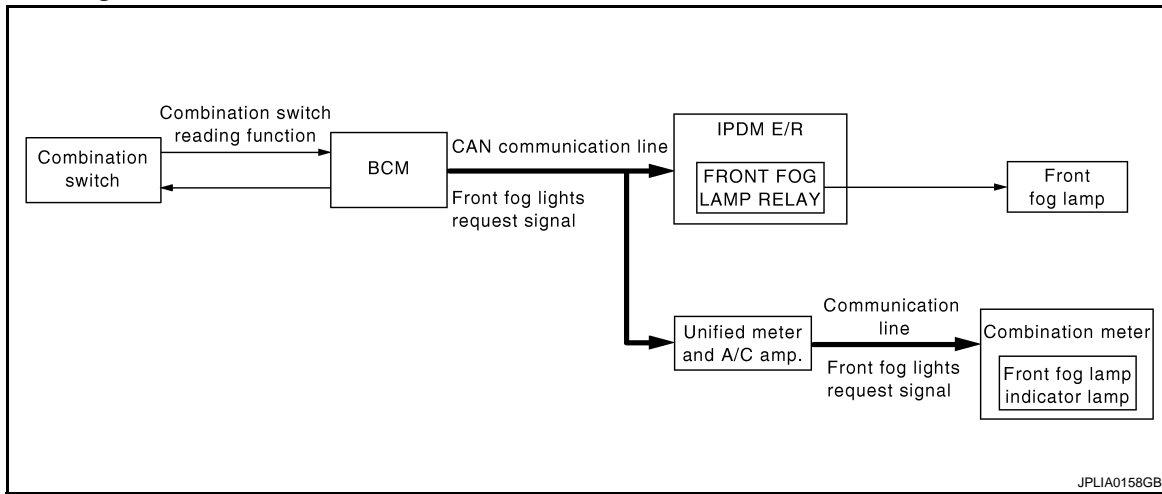 Combination switch
reading function
Combination
switch
BCM
CAN communication line
Front fog lights
request signal
IPDM E/R
FRONT FOG
LAMP RELAY
Front
fog lamp
Unified meter
and A/C amp.
Communication
line
Front fog lights
request signal
Combination meter
Front fog lamp
indicator lamp
JPLIA0158GB